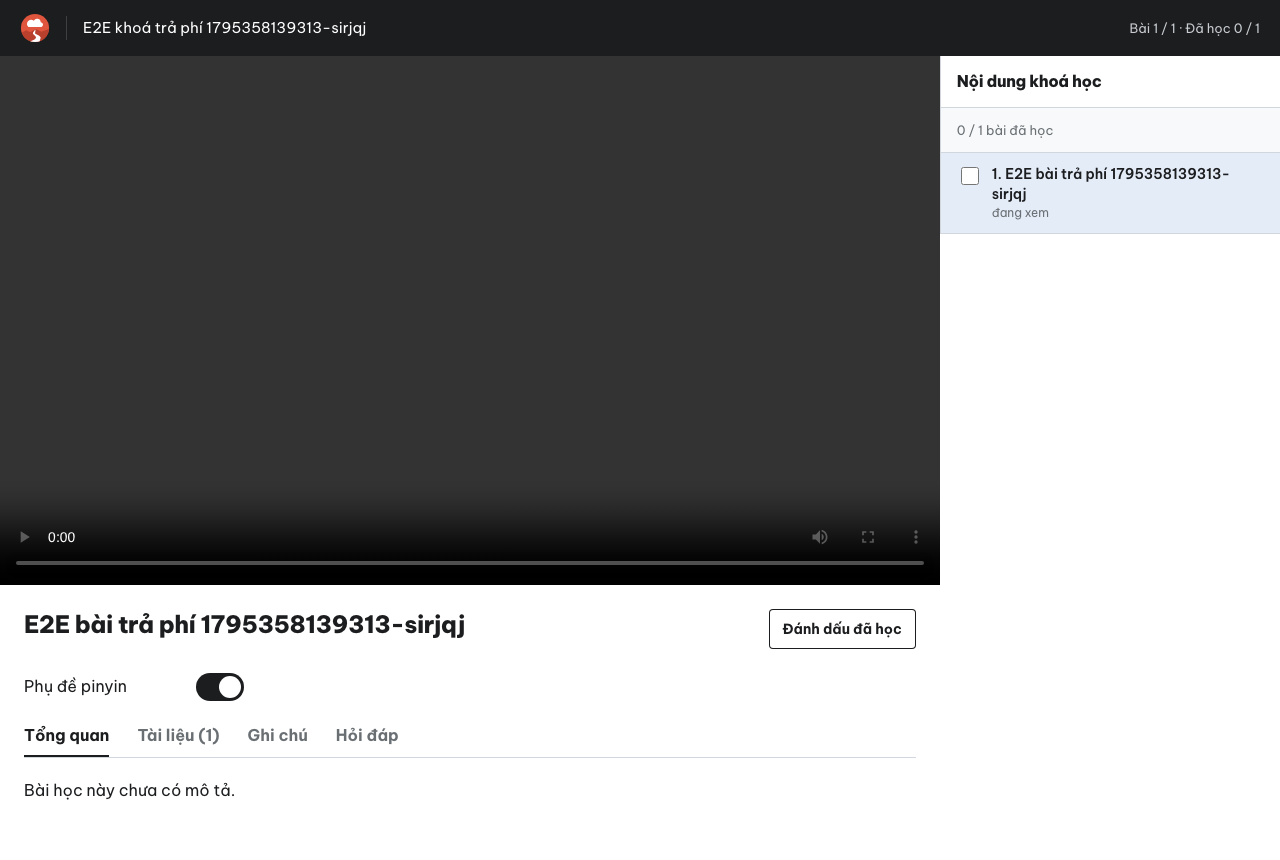 E2E khoá trả phí 1795358139313-sirjqj
Bài 1 / 1 · Đã học 0 / 1
Nội dung khoá học
0 / 1 bài đã học
1. E2E bài trả phí 1795358139313-
sirjqj
đang xem
0:00
E2E bài trả phí 1795358139313-sirjqj
Đánh dấu đã học
Phụ đề pinyin
Tổng quan
Tài liệu (1)
Ghi chú
Hỏi đáp
Bài học này chưa có mô tả.